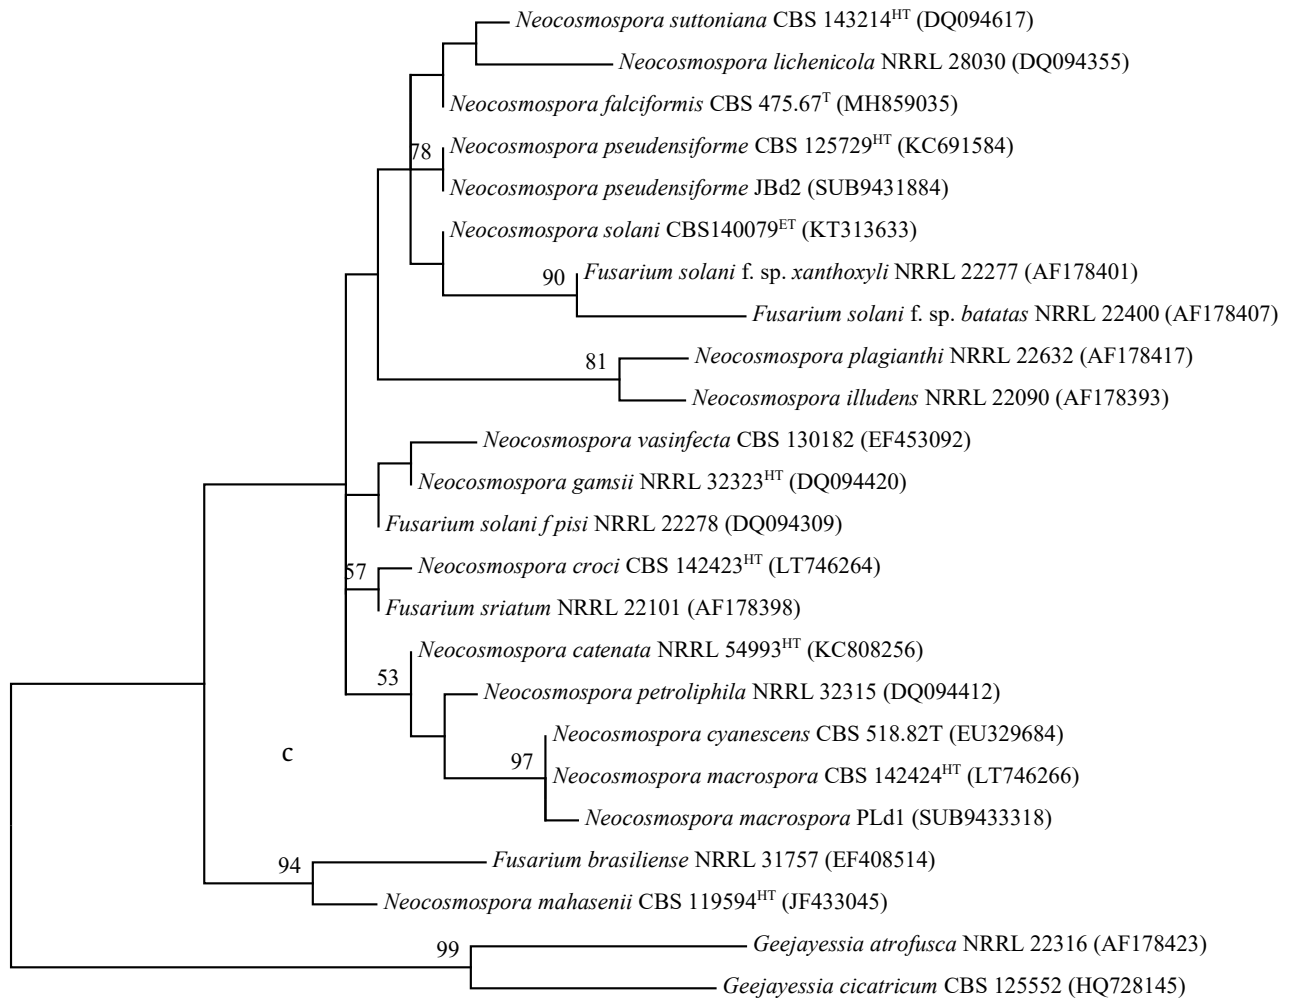 Neocosmospora suttoniana CBS 143214HT (DQ094617)
Neocosmospora lichenicola NRRL 28030 (DQ094355)
Neocosmospora falciformis CBS 475.67T (MH859035)
78
Neocosmospora pseudensiforme CBS 125729HT (KC691584)
Neocosmospora pseudensiforme JBd2 (SUB9431884)
Neocosmospora solani CBS140079ET (KT313633)
90
Fusarium solani f. sp. xanthoxyli NRRL 22277 (AF178401)
Fusarium solani f. sp. batatas NRRL 22400 (AF178407)
81
Neocosmospora plagianthi NRRL 22632 (AF178417)
Neocosmospora illudens NRRL 22090 (AF178393)
Neocosmospora vasinfecta CBS 130182 (EF453092)
Neocosmospora gamsii NRRL 32323HT (DQ094420)
Fusarium solani f pisi NRRL 22278 (DQ094309)
57
Neocosmospora croci CBS 142423HT (LT746264)
Fusarium sriatum NRRL 22101 (AF178398)
Neocosmospora catenata NRRL 54993HT (KC808256)
53
Neocosmospora petroliphila NRRL 32315 (DQ094412)
Neocosmospora cyanescens CBS 518.82T (EU329684)
c
97
Neocosmospora macrospora CBS 142424HT (LT746266)
Neocosmospora macrospora PLd1 (SUB9433318)
94
Fusarium brasiliense NRRL 31757 (EF408514)
Neocosmospora mahasenii CBS 119594HT (JF433045)
99
Geejayessia atrofusca NRRL 22316 (AF178423)
Geejayessia cicatricum CBS 125552 (HQ728145)